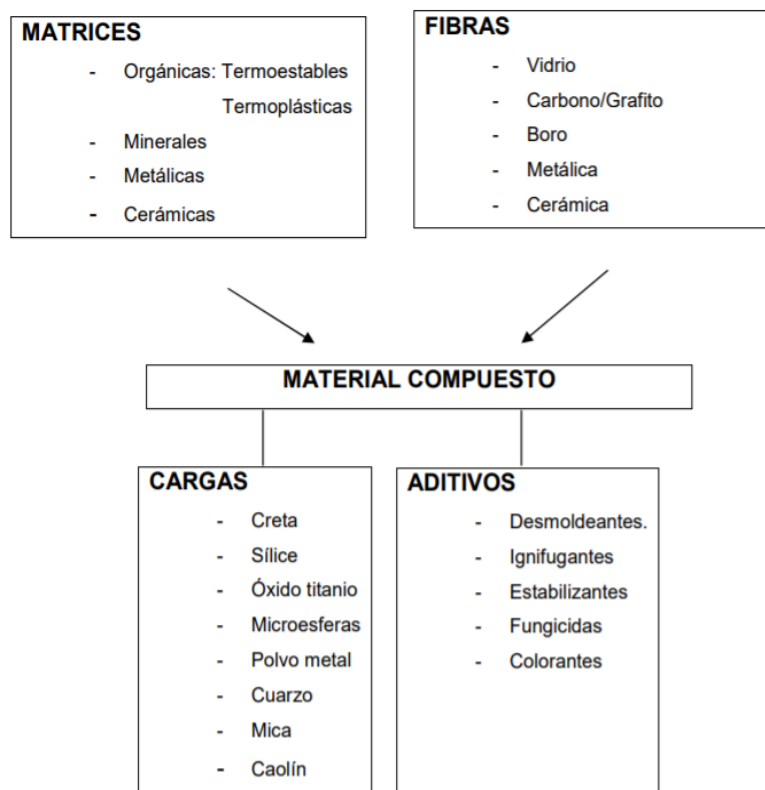 MATRICES
- Orgánicas: Termoestables
Termoplásticas
- Minerales
- Metálicas
- Cerámicas
FIBRAS
- Vidrio
- Carbono/Grafito
- Boro
- Metálica
- Cerámica
MATERIAL COMPUESTO
CARGAS
- Creta
- Sílice
- Óxido titanio
- Microesferas
- Polvo metal
- Cuarzo
- Mica
- Caolín
ADITIVOS
- Desmoldeantes.
- Ignifugantes
- Estabilizantes
- Fungicidas
- Colorantes